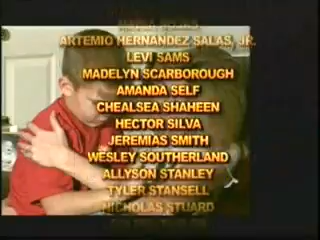 ARTEMIO HERNANDEZ SALAS, JR.
LEVI SAMS
MADELYN SCARBOROUGH
AMANDA SELF
CHEALSEA SHAHEEN
HECTOR SILVA
JEREMIAS SMITH
WESLEY SOUTHERLAND
ALLYSON STANLEY
TYLER STANSELL
NICHOLAS STUARD